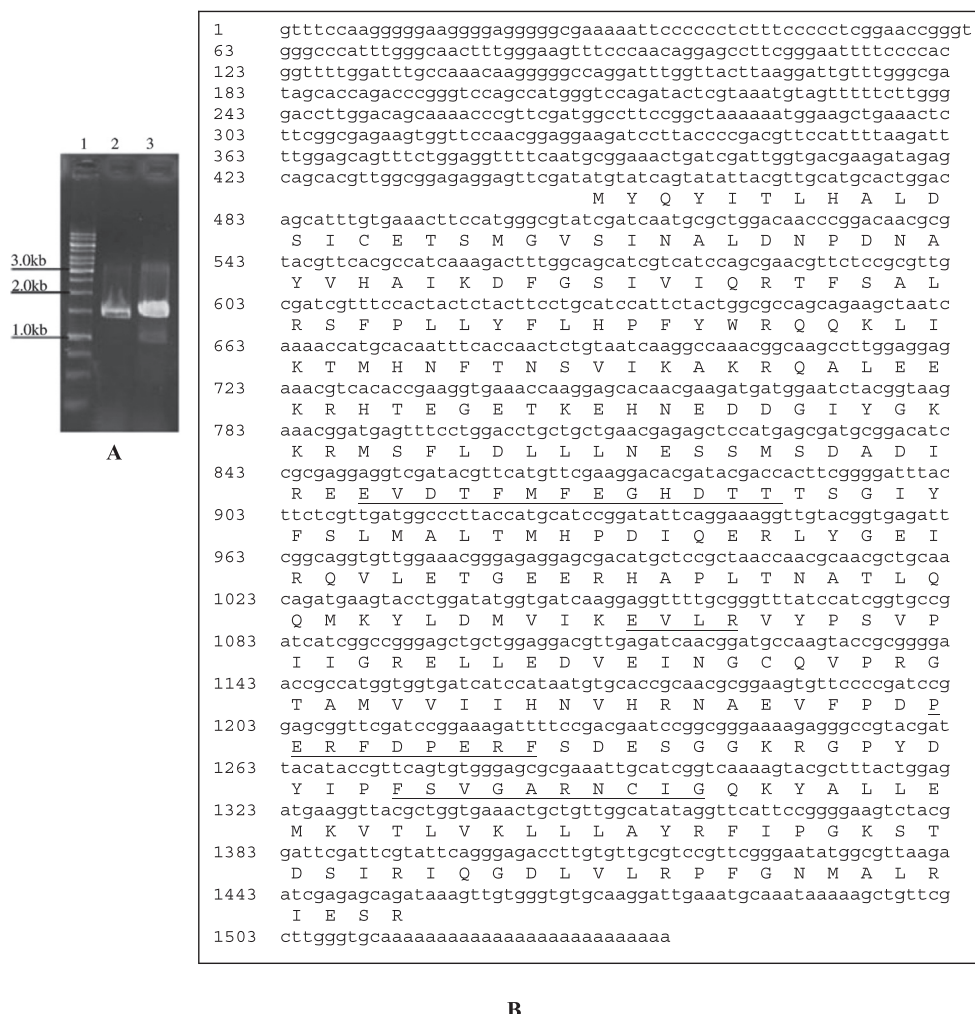 1 2 3
3.0kb
2.0kb
1.0kb
A
1 gtttccaagggggaaggggagggggcgaaaaattccccccctctttcccccctcggaaccgggt
63 gggcccatttgggcaactttgggaagtttcccaacaggagccttcgggaattttccccac
123 ggttttggatttgccaaacaagggggccaggatttggttacttaaggattgtttgggcga
183 tagcaccagacccgggtccagccatgggtccagatactcgtaaatgtagtttttcttggg
243 gaccttggacagcaaaacccgttcgatggccttccggctaaaaaatggaagctgaaactc
303 ttcggcgagaagtggttccaacggaggaagatccttaccccgacgttccattttaagatt
363 ttggagcagtttctggaggttttcaatgcggaaactgatcgattggtgacgaagatagag
423 cagcacgttggcggagaggagttcgatatgtatcagtatattacgttgcatgcactggac
M Y Q Y I T L H A L D
483 agcatttgtgaaacttccatgggcgtatcgatcaatgcgctggacaacccggacaacgcg
S I C E T S M G V S I N A L D N P D N A
543 tacgttcacgccatcaaagactttggcagcatcgtcatccagcgaacgttctccgcgttg
Y V H A I K D F G S I V I Q R T F S A L
603 cgatcgtttccactactctacttcctgcatccattctactggcgccagcagaagctaatc
R S F P L L Y F L H P F Y W R Q Q K L I
663 aaaaccatgcacaatttcaccaactctgtaatcaaggccaaacggcaagccttggaggag
K T M H N F T N S V I K A K R Q A L E E
723 aaacgtcacaccgaaggtgaaaccaaggagcacaacgaagatgatggaatctacggtaag
K R H T E G E T K E H N E D D G I Y G K
783 aaacggatgagtttcctggacctgctgctgaacgagagctccatgagcgatgcggacatc
K R M S F L D L L L N E S S M S D A D I
843 cgcgaggaggtcgatacgttcatgttcgaaggacacgatacgaccacttcggggatttac
R E E V D T F M F E G H D T T T S G I Y
903 ttctcgttgatggcccttaccatgcatccggatattcaggaaaggttgtacggtgagatt
F S L M A L T M H P D I Q E R L Y G E I
963 cggcaggtgttggaaacgggagaggagcgacatgctccgctaaccaacgcaacgctgcaa
R Q V L E T G E E R H A P L T N A T L Q
1023 cagatgaagtacctggatatggtgatcaaggaggttttgcgggtttatccatcggtgccg
Q M K Y L D M V I K E V L R V Y P S V P
1083 atcatcggccgggagctgctggaggacgttgagatcaacggatgccaagtaccgcgggga
I I G R E L L E D V E I N G C Q V P R G
1143 accgccatggtggtgatcatccataatgtgcaccgcaacgcggaagtgttccccgatccg
T A M V V I I H N V H R N A E V F P D P
1203 gagcggttcgatccggaaagattttccgacgaatccggcgggaaaagagggccgtacgat
E R F D P E R F S D E S G G K R G P Y D
1263 tacataccgttcagtgtgggagcgcgaaattgcatcggtcaaaagtacgctttactggag
Y I P F S V G A R N C I G Q K Y A L L E
1323 atgaaggttacgctggtgaaactgctgttggcatataggttcattccggggaagtctacg
M K V T L V K L L L A Y R F I P G K S T
1383 gattcgattcgtattcagggagaccttgtgttgcgtccgttcgggaatatggcgttaaga
D S I R I Q G D L V L R P F G N M A L R
1443 atcgagagcagataaagttgtgggtgtgcaaggattgaaatgcaaataaaaagctgttcg
I E S R
1503 cttgggtgcaaaaaaaaaaaaaaaaaaaaaaaaaa
B